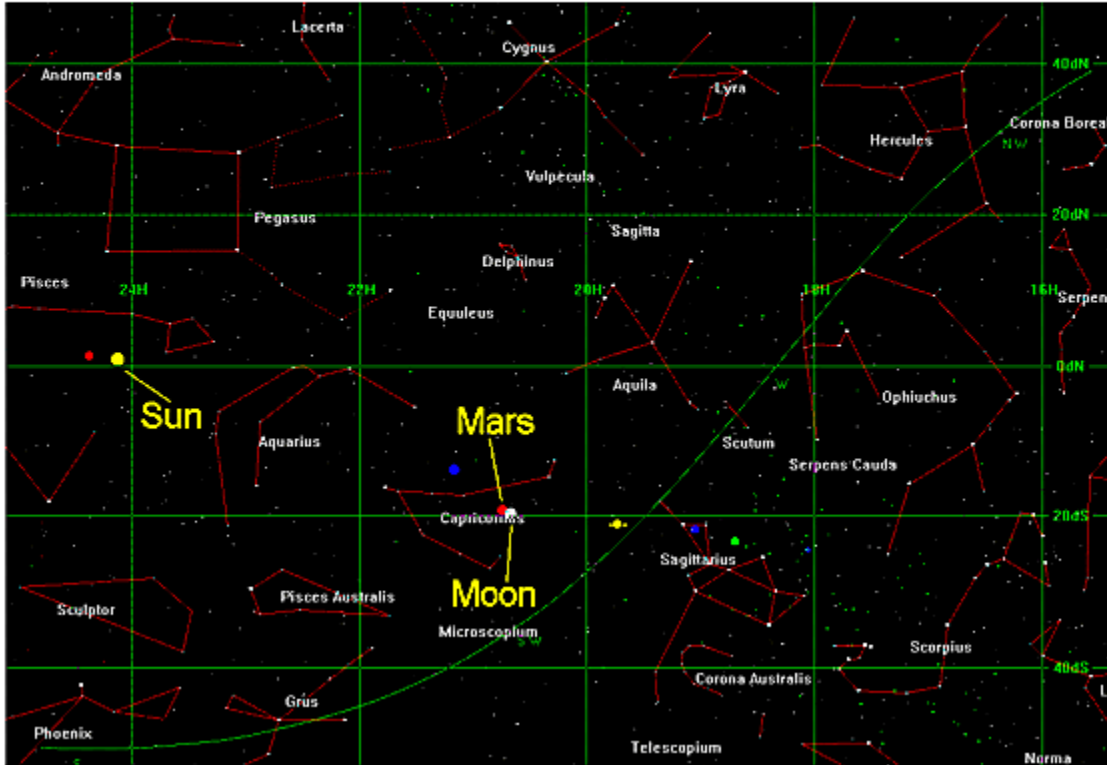 Lacerta
Andromeda
Cygnus
40dN
Lyra
Corona Borea
Hercules
NW
Vulpecula
Pegasus
20dN
Sagitta
Delphinus
Pisces
24H
22H
20H
18H
16H
Serpen
Equuleus
0dN
W
Aquila
Ophiuchus
Sun
Mars
Aquarius
Scutum
Serpens Cauda
Capricornus
20dS
Sagittarius
Moon
Pisces Australis
Sculptor
Microscopium
SW
Scorpius
40dS
Corona Australis
L
Grus
Phoenix
Telescopium
Norma
S